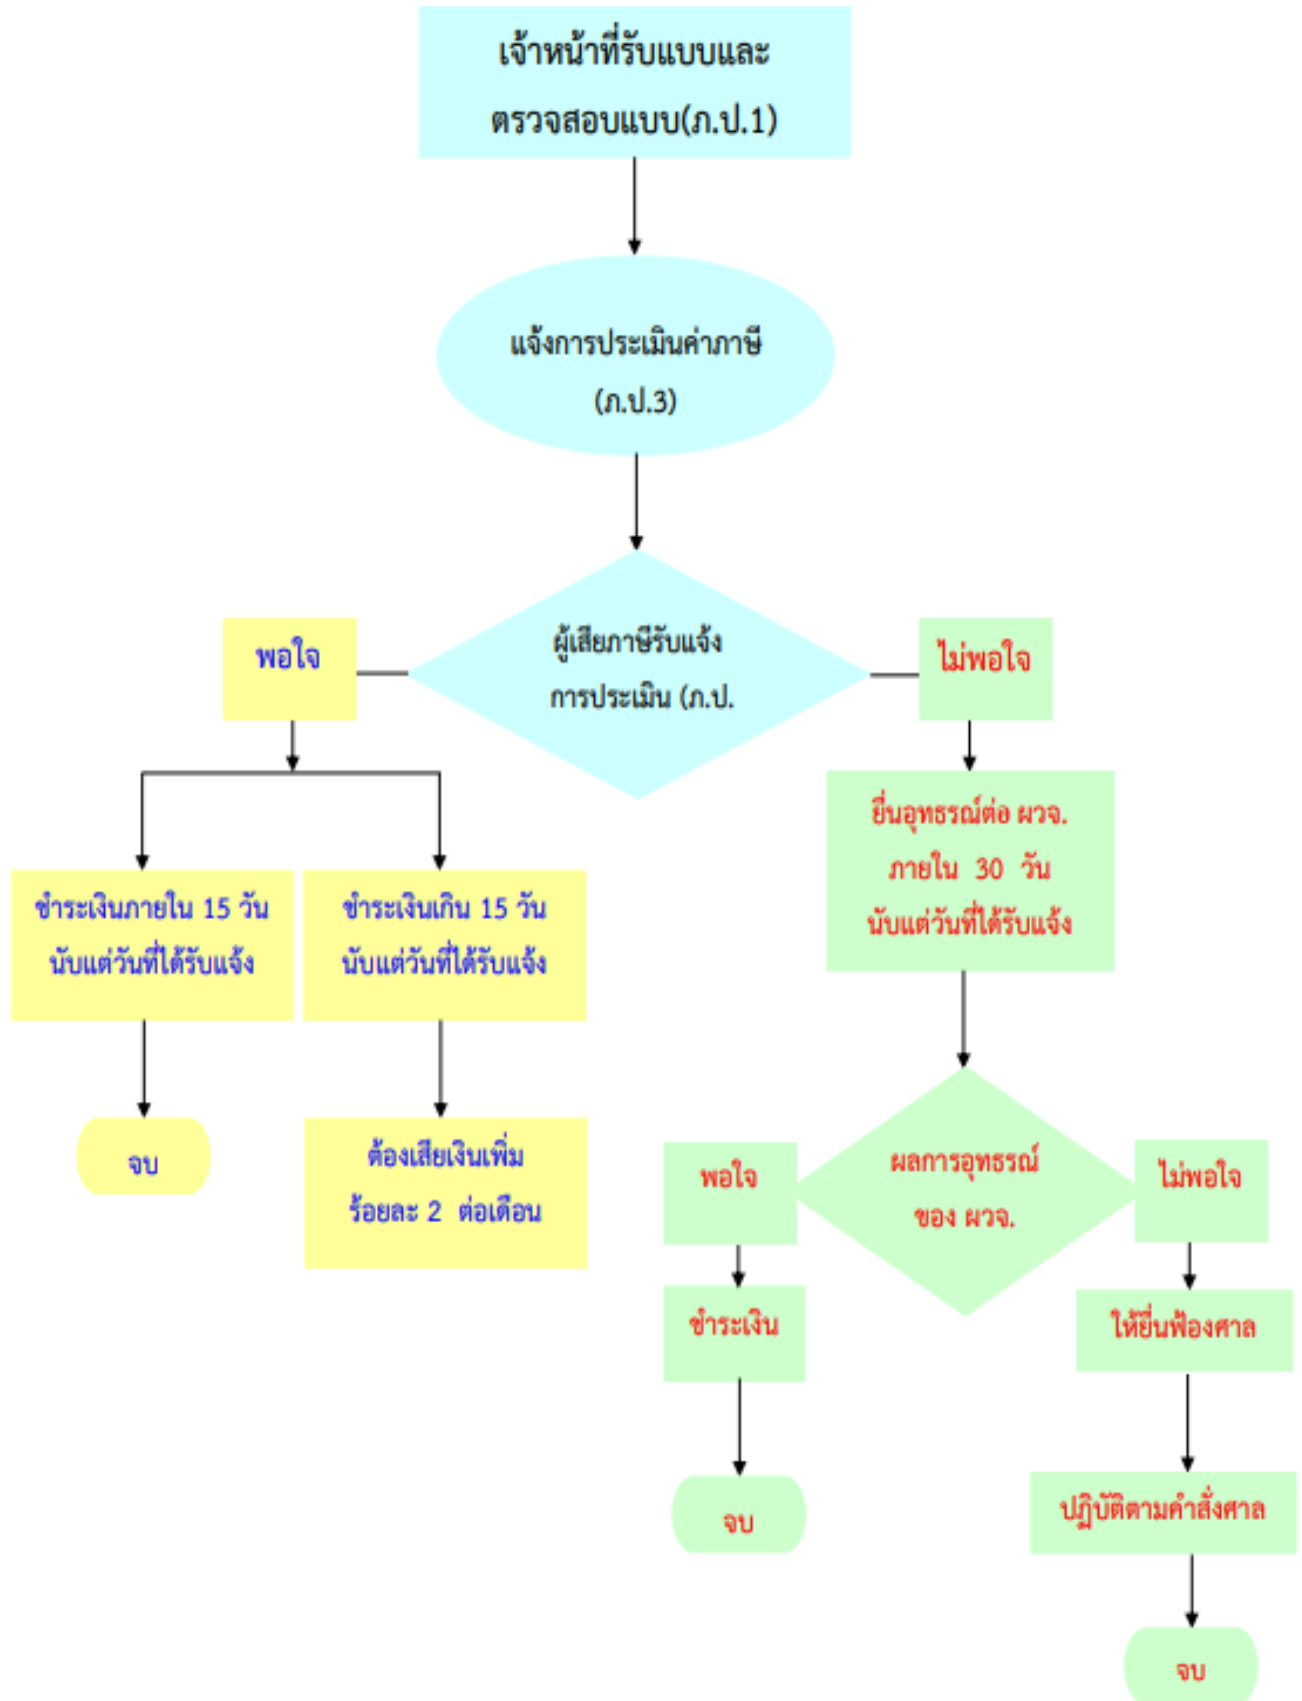 เจ้าหน้าที่รับแบบและ
ตรวจสอบแบบ(ภ.ป.1)
แจ้งการประเมินค่าภาษี
(ภ.ป.3)
ผู้เสียภาษีรับแจ้ง
การประเมิน (ภ.ป.
พอใจ
ไม่พอใจ
ชำระเงินภายใน 15 วัน
นับแต่วันที่ได้รับแจ้ง
ชำระเงินเกิน 15 วัน
นับแต่วันที่ได้รับแจ้ง
ยื่นอุทธรณ์ต่อ ผวจ.
ภายใน 30 วัน
นับแต่วันที่ได้รับแจ้ง
จบ
ต้องเสียเงินเพิ่ม
ร้อยละ 2 ต่อเดือน
พอใจ
ผลการอุทธรณ์
ของ ผวจ.
ไม่พอใจ
ชำระเงิน
ให้ยื่นฟ้องศาล
จบ
ปฏิบัติตามคำสั่งศาล
จบ